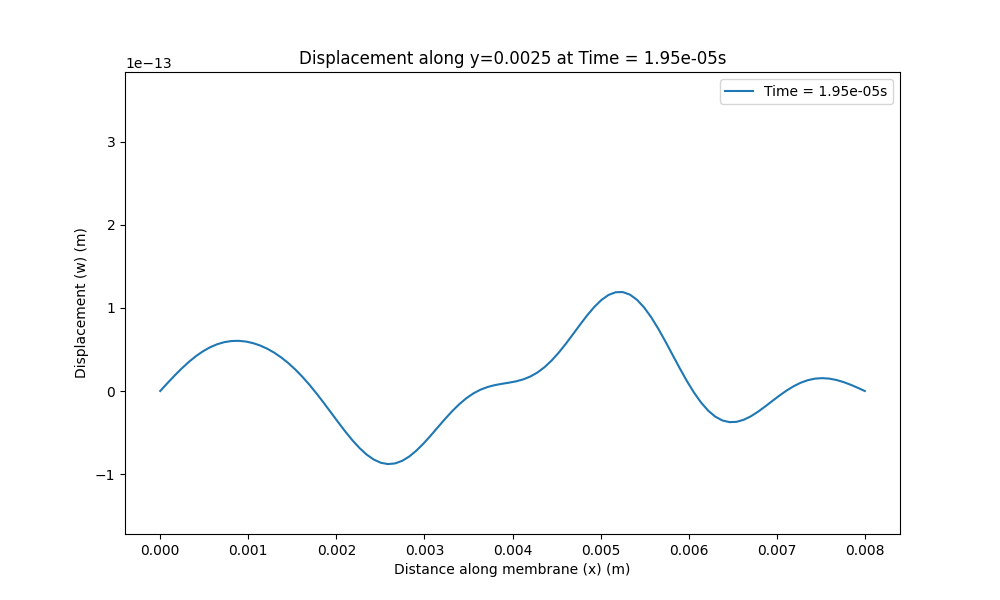 Displacement along y=0.0025 at Time = 1.95e-05s
1e−13
Time = 1.95e-05s
3
2
1
0
−1
Displacement (w) (m)
0.000 0.001 0.002 0.003 0.004 0.005 0.006 0.007 0.008
Distance along membrane (x) (m)